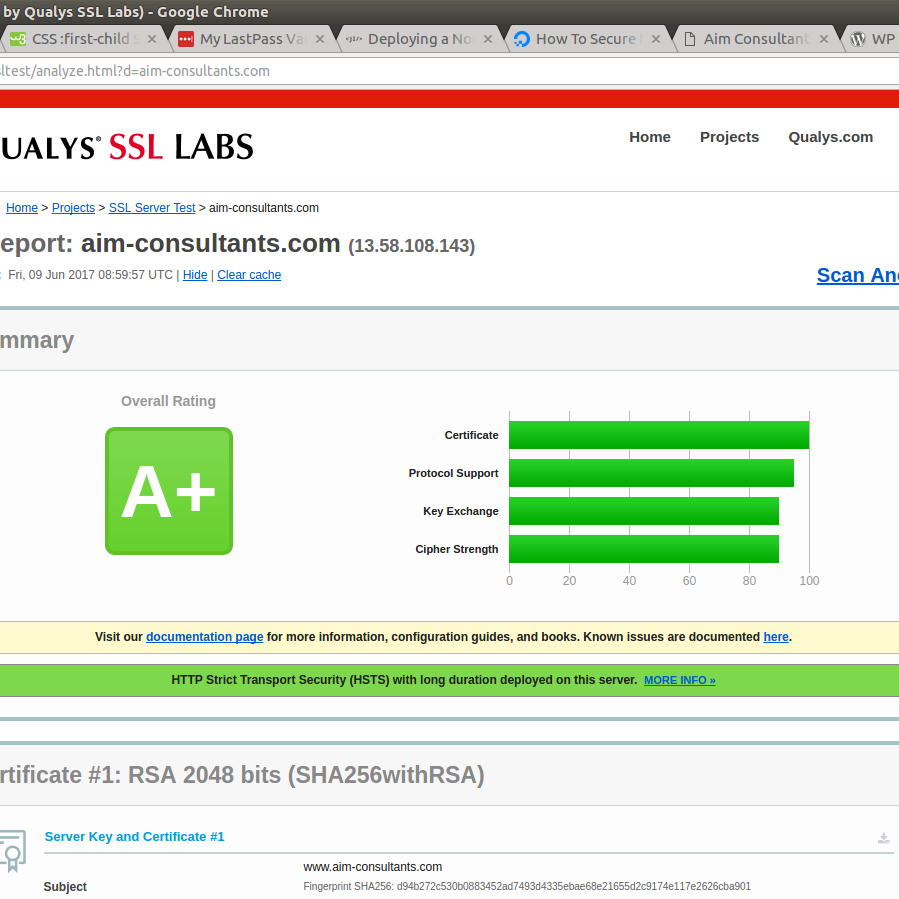 by Qualys SSL Labs) - Google Chrome
CSS :first-child S
My LastPass Va
Deploying a No
How To Secure
Aim Consultant
WP
ltest/analyze.html?d=aim-consultants.com
UALYS® SSL LABS
Home Projects Qualys.com
Home > Projects > SSL Server Test > aim-consultants.com
eport: aim-consultants.com (13.58.108.143)
: Fri, 09 Jun 2017 08:59:57 UTC | Hide | Clear cache
Scan An
mmary
Overall Rating
A+
Certificate
Protocol Support
Key Exchange
Cipher Strength
0 20 40 60 80 100
Visit our documentation page for more information, configuration guides, and books. Known issues are documented here.
HTTP Strict Transport Security (HSTS) with long duration deployed on this server. MORE INFO »
rtificate #1: RSA 2048 bits (SHA256withRSA)
Server Key and Certificate #1
www.aim-consultants.com
Subject
Fingerprint SHA256: d94b272c530b0883452ad7493d4335ebae68e21655d2c9174e117e2626cba901